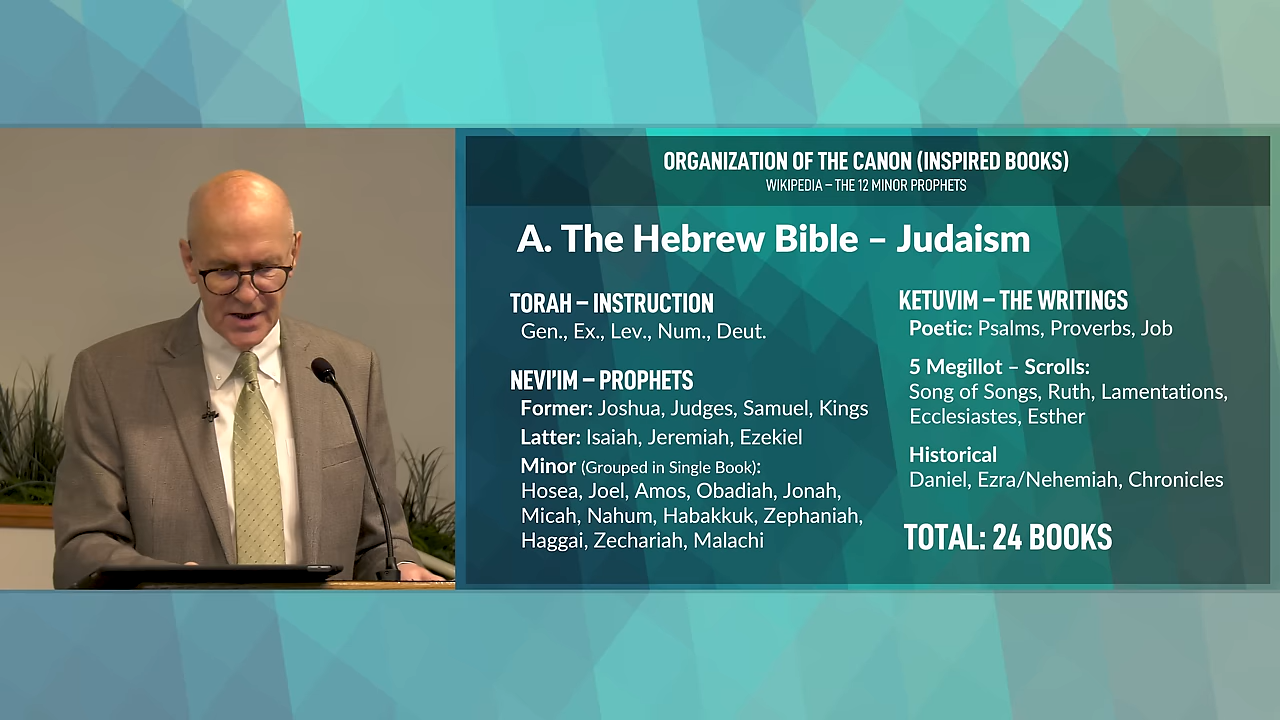 ORGANIZATION OF THE CANON (INSPIRED BOOKS)
WIKIPEDIA – THE 12 MINOR PROPHETS
A. The Hebrew Bible – Judaism
TORAH – INSTRUCTION
Gen., Ex., Lev., Num., Deut.
NEVI'IM – PROPHETS
Former: Joshua, Judges, Samuel, Kings
Latter: Isaiah, Jeremiah, Ezekiel
Minor (Grouped in Single Book):
Hosea, Joel, Amos, Obadiah, Jonah,
Micah, Nahum, Habakkuk, Zephaniah,
Haggai, Zechariah, Malachi
KETUVIM – THE WRITINGS
Poetic: Psalms, Proverbs, Job
5 Megillot – Scrolls:
Song of Songs, Ruth, Lamentations,
Ecclesiastes, Esther
Historical
Daniel, Ezra/Nehemiah, Chronicles
TOTAL: 24 BOOKS